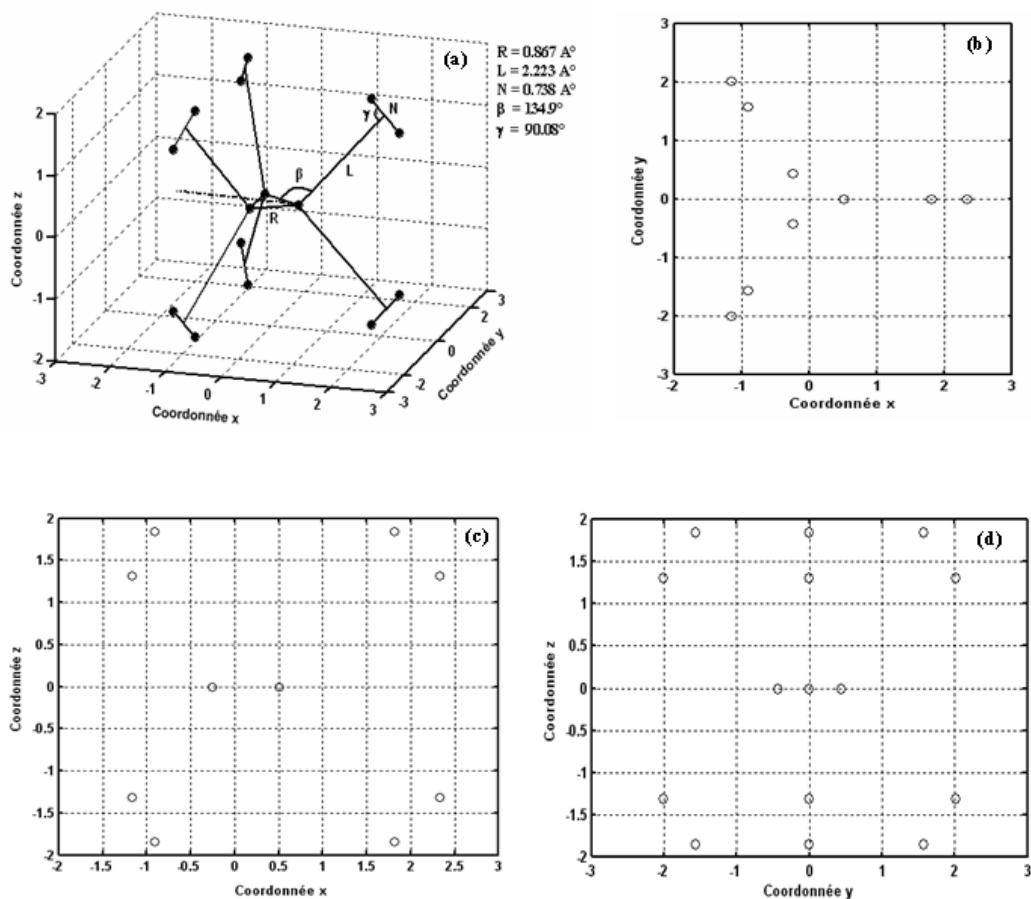 (a)
R = 0.867 A°
L = 2.223 A°
N = 0.738 A°
β = 134.9°
γ = 90.08°
N
γ
β
L
R
Coordonnée z
2
1
0
-1
-2
-3
-2
-1
0
1
2
3
Coordonnée x
-3
-2
0
2
3
Coordonnée y
(b)
Coordonnée y
3
2
1
0
-1
-2
-3
-2
-1
0
1
2
3
Coordonnée x
(c)
Coordonnée z
2
1.5
1
0.5
0
-0.5
-1
-1.5
-2
-2
-1.5
-1
-0.5
0
0.5
1
1.5
2
2.5
3
Coordonnée x
(d)
Coordonnée z
2
1.5
1
0.5
0
-0.5
-1
-1.5
-2
-3
-2
-1
0
1
2
3
Coordonnée y